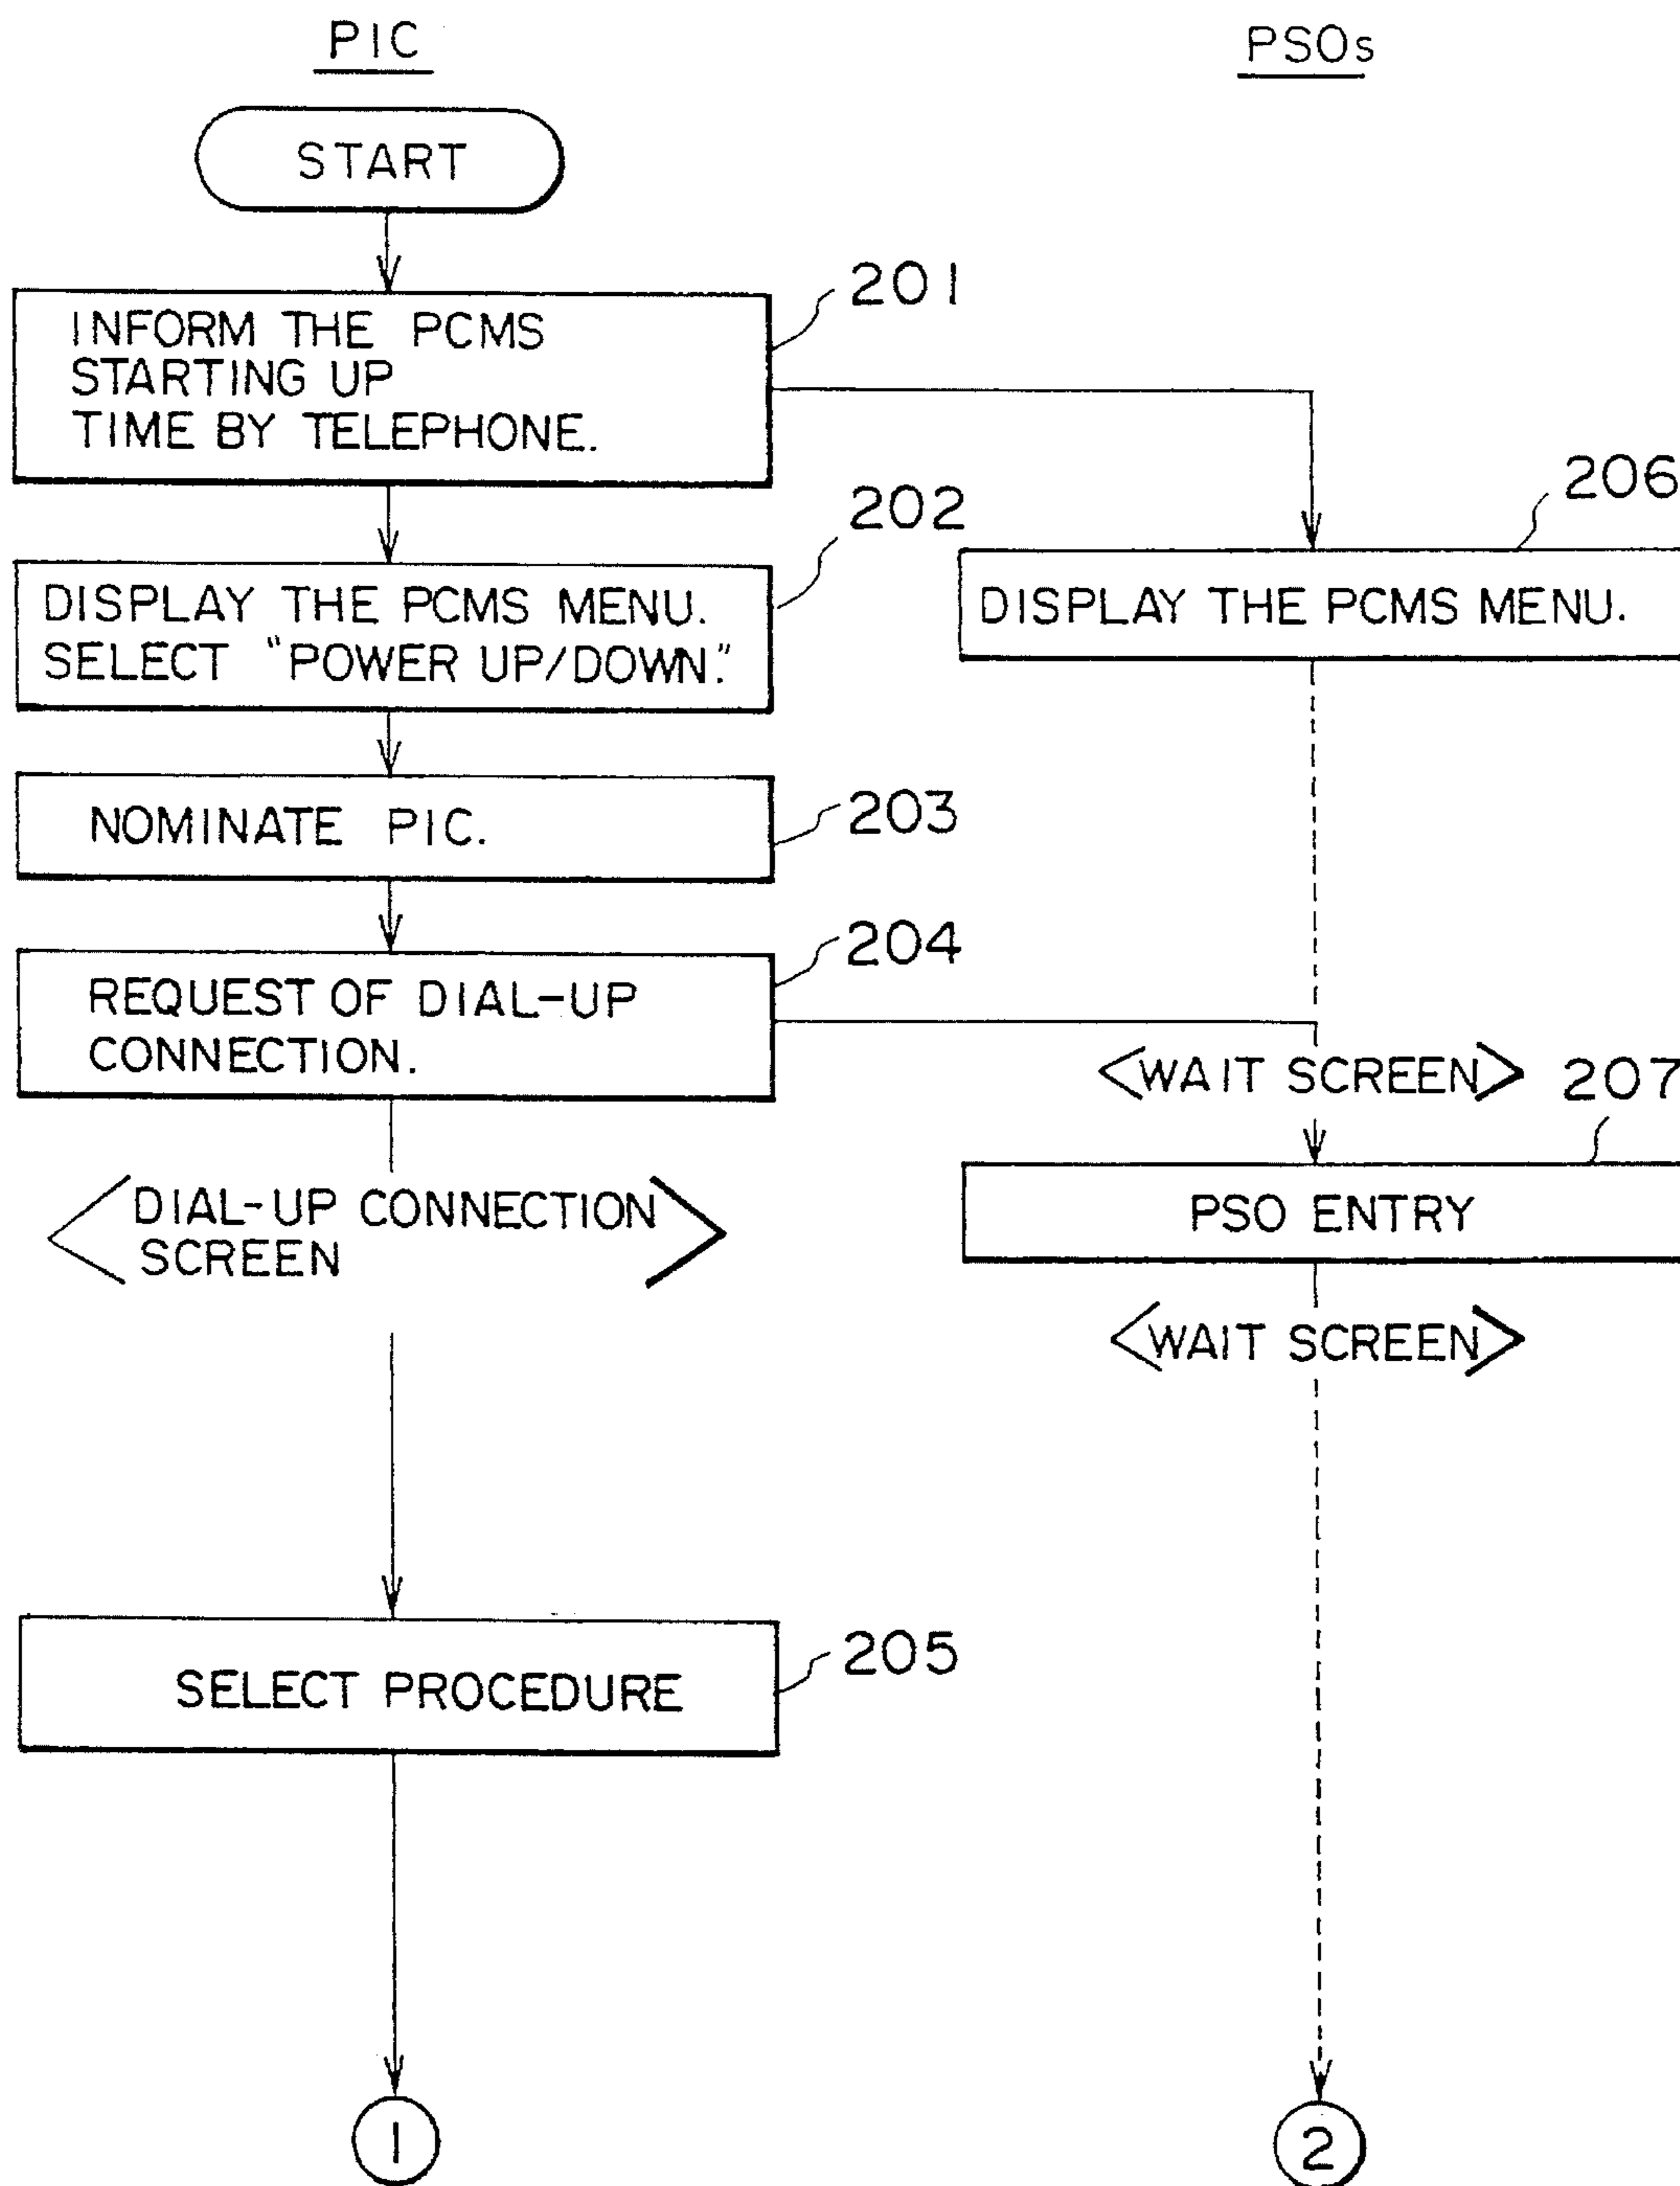 PIC
PSOs
START
201
INFORM THE PCMS
STARTING UP
TIME BY TELEPHONE.
206
202
DISPLAY THE PCMS MENU.
SELECT "POWER UP/DOWN."
DISPLAY THE PCMS MENU.
203
NOMINATE PIC.
204
REQUEST OF DIAL-UP
CONNECTION.
<WAIT SCREEN>
207
DIAL-UP CONNECTION
SCREEN
PSO ENTRY
<WAIT SCREEN>
205
SELECT PROCEDURE
1
2